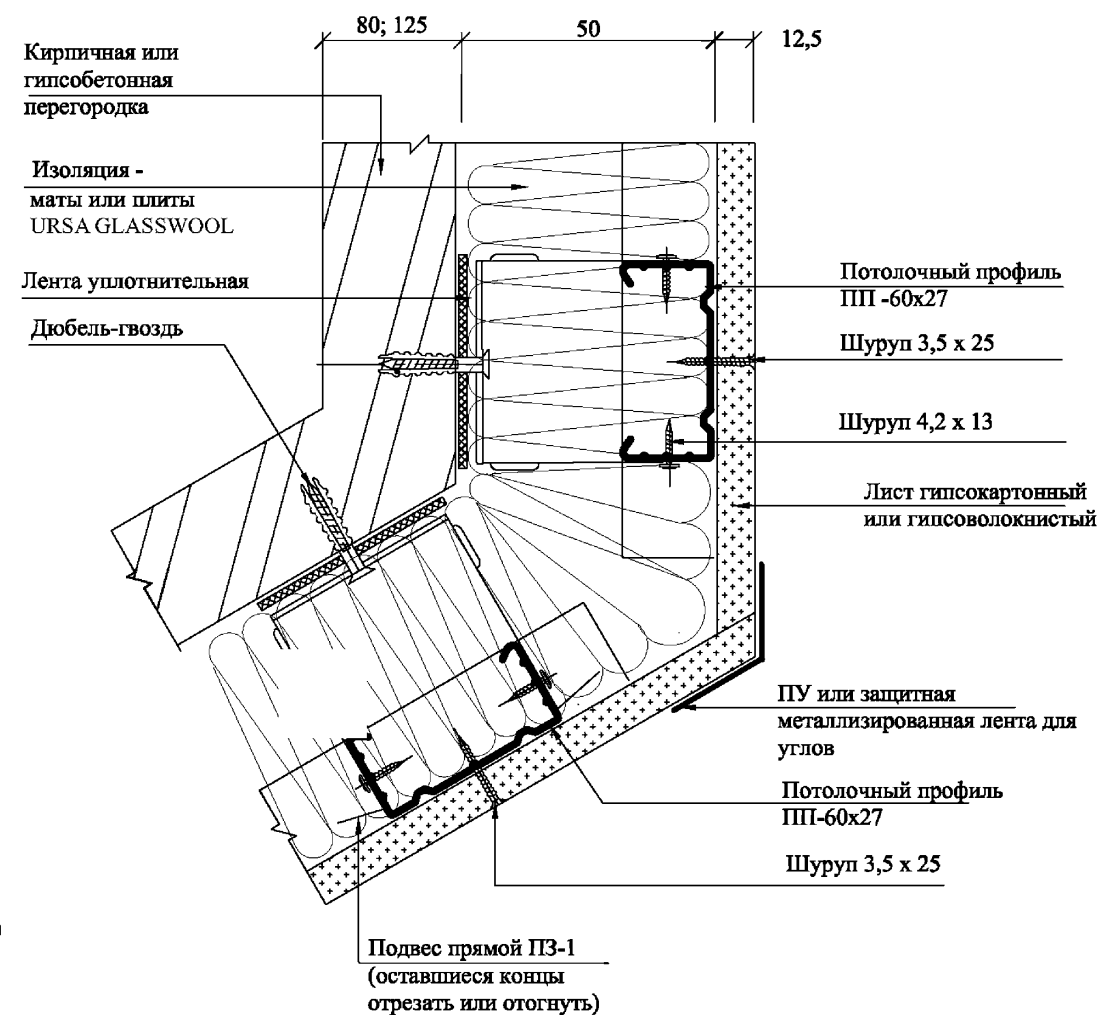 80; 125
50
12,5
Кирпичная или
гипсобетонная
перегородка
Изоляция -
маты или плиты
URSA GLASSWOOL
Лента уплотнительная
Дюбель-гвоздь
Потолочный профиль
ПП -60x27
Шуруп 3,5 x 25
Шуруп 4,2 x 13
Лист гипсокартонный
или гипсоволокнистый
ПУ или защитная
металлизированная лента для
углов
Потолочный профиль
ПП-60x27
Шуруп 3,5 x 25
Подвес прямой ПЗ-1
(оставшиеся концы
отрезать или отогнуть)